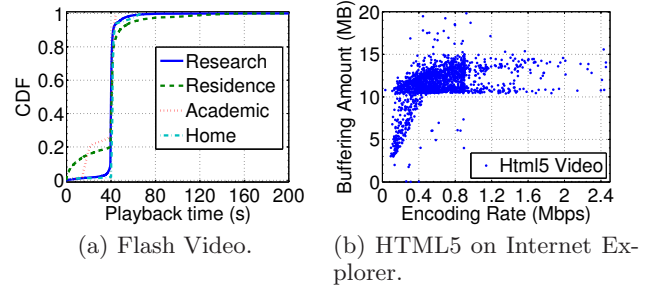 1
0.8
0.6
0.4
0.2
0
CDF
0 40 80 120 160 200
Playback time (s)
Research
Residence
Academic
Home
(a) Flash Video.
20
15
10
5
0
Buffering Amount (MB)
0 0.4 0.8 1.2 1.6 2 2.4
Encoding Rate (Mbps)
Html5 Video
(b) HTML5 on Internet Ex-
plorer.